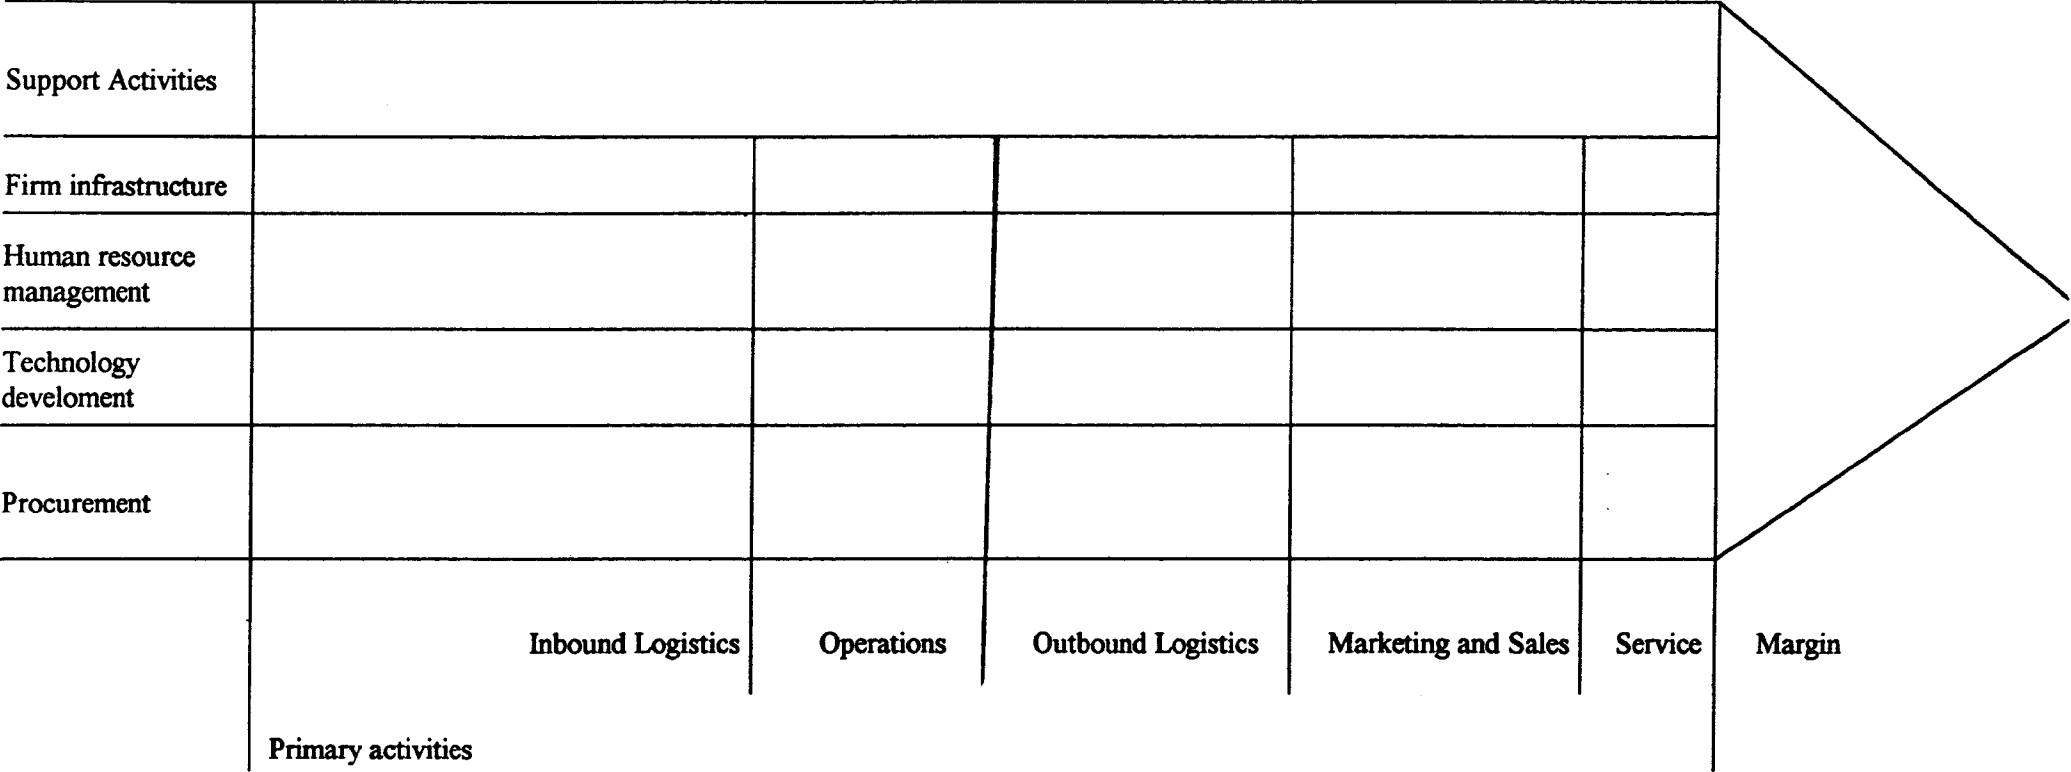 Support Activities
Firm infrastructure
Human resource
management
Technology
develoment
Procurement
Inbound Logistics
Operations
Outbound Logistics
Marketing and Sales
Service
Margin
Primary activities